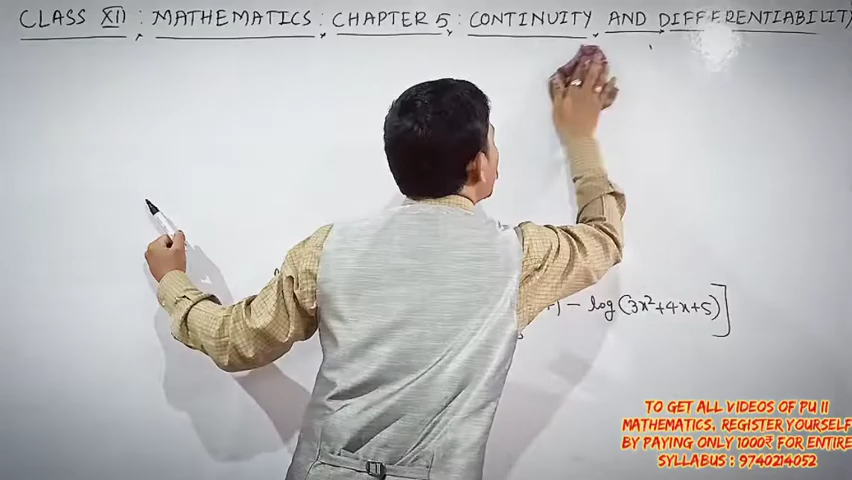 CLASS XII : MATHEMATICS : CHAPTER 5 : CONTINUITY AND DIFFERENTIABILITY
- log (3x²+4x+5)]
TO GET ALL VIDEOS OF PU II
MATHEMATICS, REGISTER YOURSELF
BY PAYING ONLY 1000₹ FOR ENTIRE
SYLLABUS : 9740214052